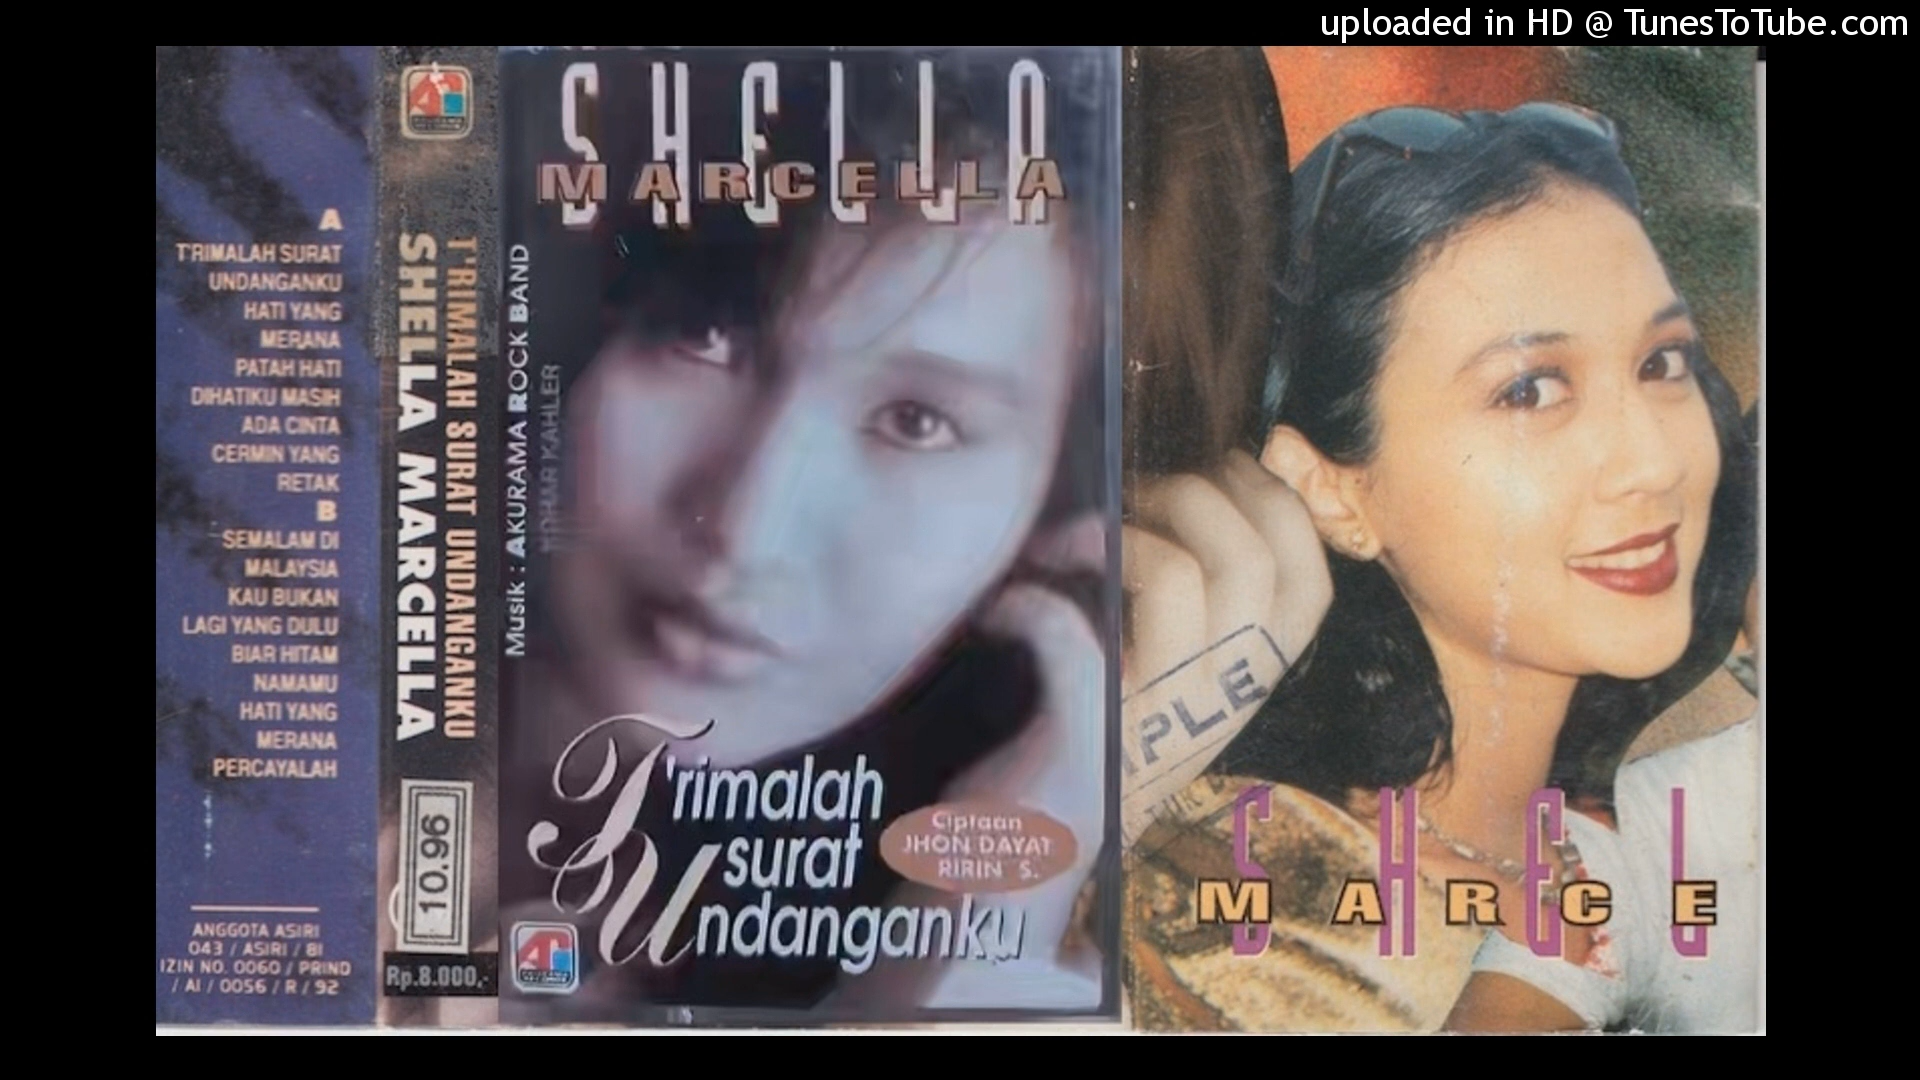 uploaded in HD @ TunesToTube.com
A
T'RIMALAH SURAT
UNDANGANKU
HATI YANG
MERANA
PATAH HATI
DIHATIKU MASIH
ADA CINTA
CERMIN YANG
RETAK
B
SEMALAM DI
MALAYSIA
KAU BUKAN
LAGI YANG DULU
BIAR HITAM
NAMAMU
HATI YANG
MERANA
PERCAYALAH
ANGGOTA ASIRI
043 / ASIRI / 81
IZIN NO. 0060 / PRIND
/ AI / 0056 / R / 92
T'RIMALAH SURAT UNDANGANKU
SHELLA MARCELLA
10.96
Rp.8.000,-
SHELLA
MARCELLA
Musik : AKURAMA ROCK BAND
KAHLER
T'rimalah
surat
Undanganku
Ciptaan
JHON DAYAT
RIRIN S.
MPLE
SHEL
MARCE